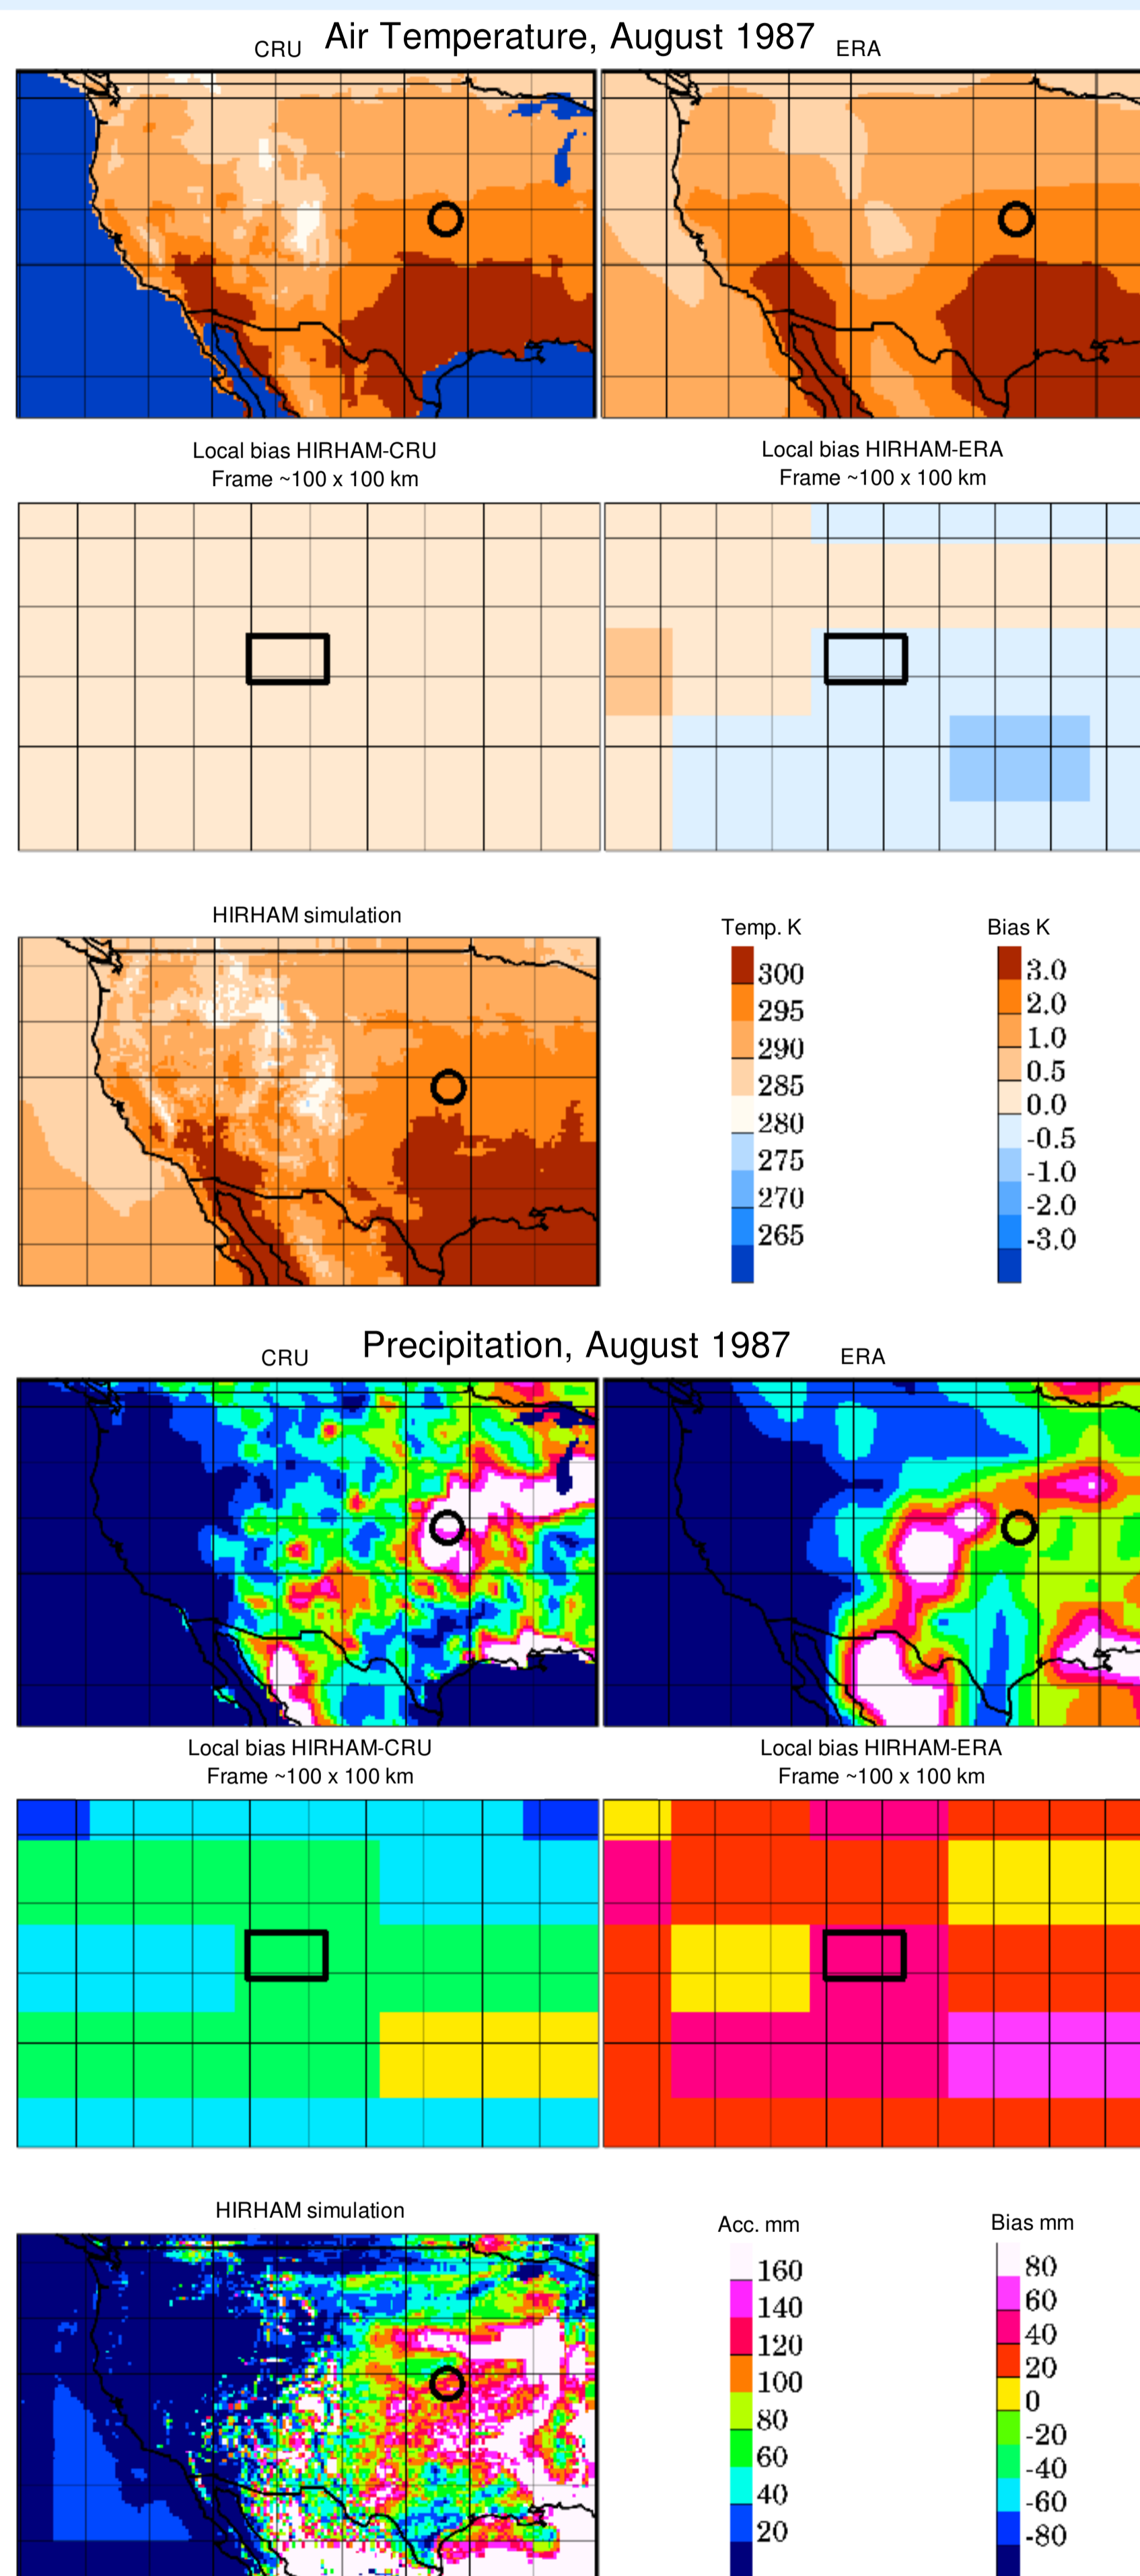 Air Temperature, August 1987
CRU
ERA
Local bias HIRHAM-CRU
Frame ~100 x 100 km
Local bias HIRHAM-ERA
Frame ~100 x 100 km
HIRHAM simulation
Temp. K
300
295
290
285
280
275
270
265
Bias K
3.0
2.0
1.0
0.5
0.0
-0.5
-1.0
-2.0
-3.0
Precipitation, August 1987
CRU
ERA
Local bias HIRHAM-CRU
Frame ~100 x 100 km
Local bias HIRHAM-ERA
Frame ~100 x 100 km
HIRHAM simulation
Acc. mm
160
140
120
100
80
60
40
20
Bias mm
80
60
40
20
0
-20
-40
-60
-80